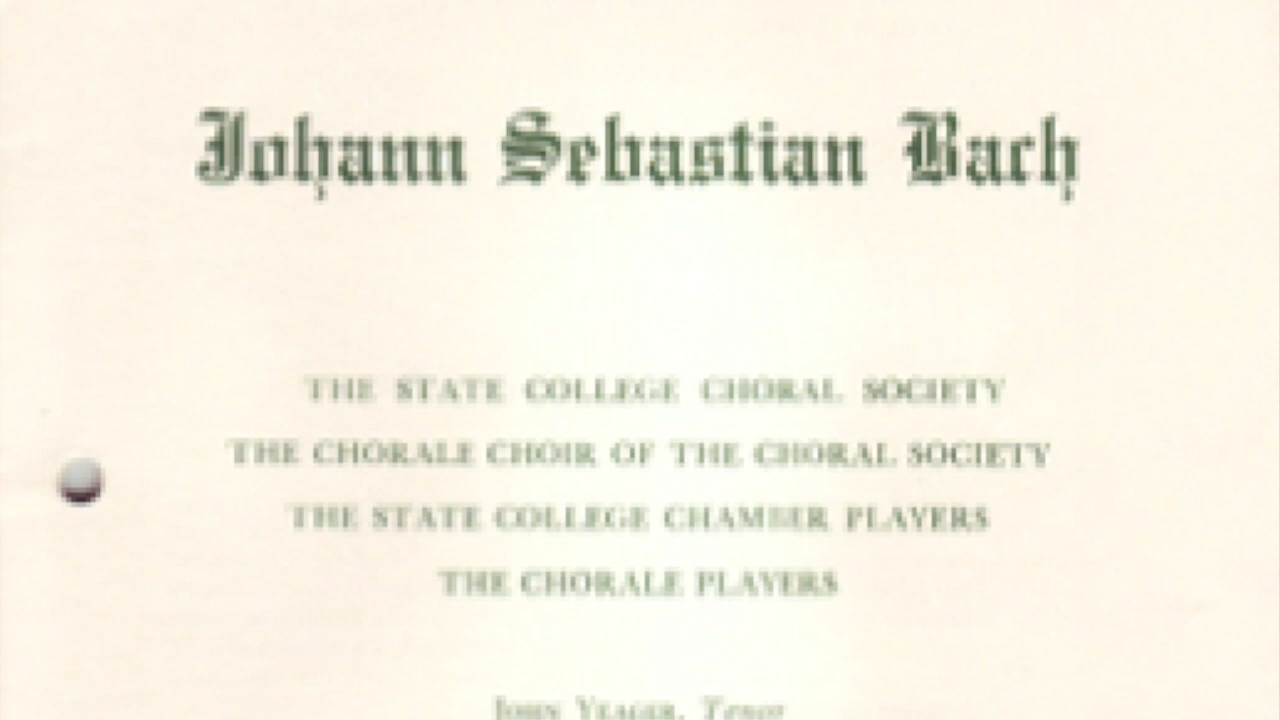 Johann Sebastian Bach
THE STATE COLLEGE CHORAL SOCIETY
THE CHORALE CHOIR OF THE CHORAL SOCIETY
THE STATE COLLEGE CHAMBER PLAYERS
THE CHORALE PLAYERS
JOHN YEAGER, Tenor